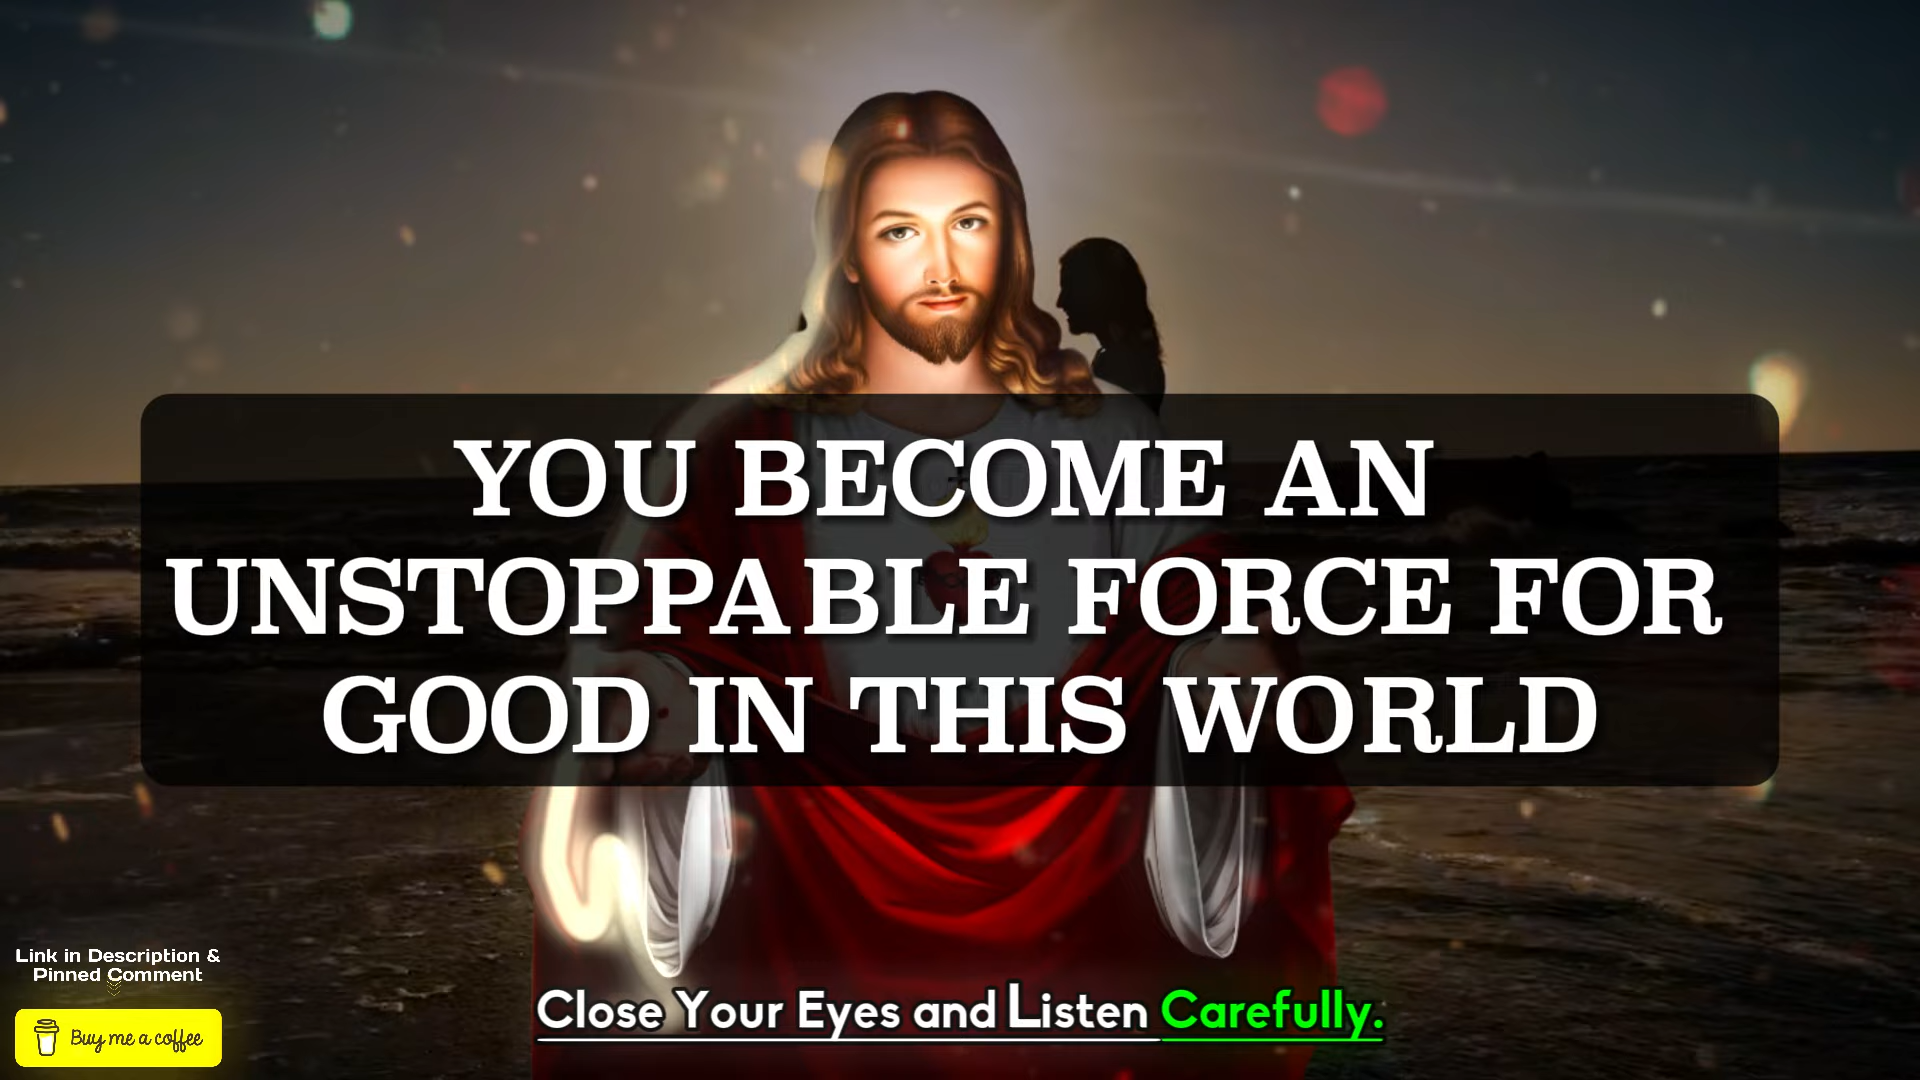 YOU BECOME AN
UNSTOPPABLE FORCE FOR
GOOD IN THIS WORLD
Link in Description &
Pinned Comment
Buy me a coffee
Close Your Eyes and Listen Carefully.